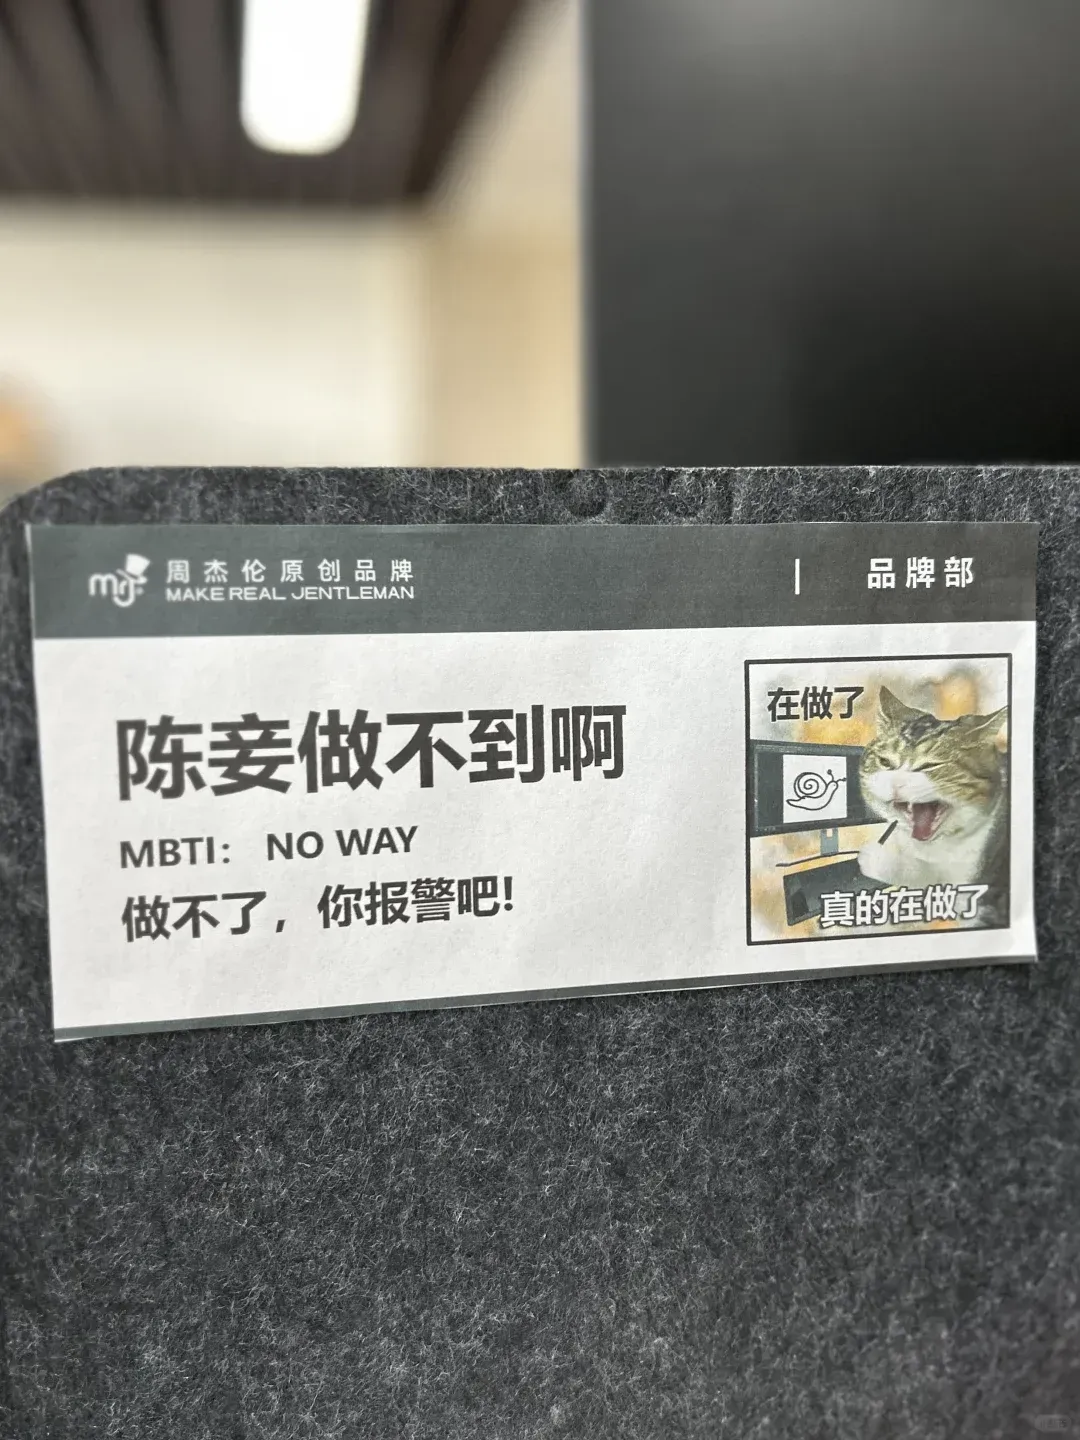 mrj 周杰伦原创品牌
MAKE REAL JENTLEMAN
| 品牌部
陈妾做不到啊
MBTI: NO WAY
做不了，你报警吧!
在做了
真的在做了